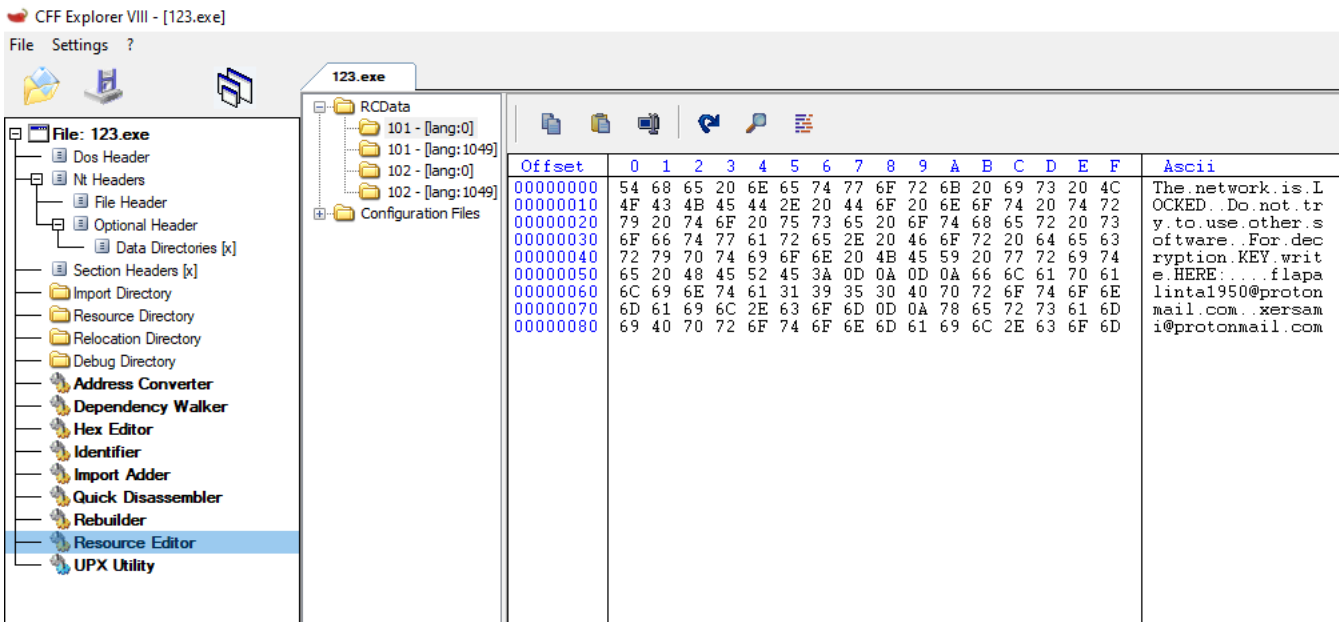 CFF Explorer VIII - [123.exe]
File Settings ?
123.exe
File: 123.exe
Dos Header
Nt Headers
File Header
Optional Header
Data Directories [x]
Section Headers [x]
Import Directory
Resource Directory
Relocation Directory
Debug Directory
Address Converter
Dependency Walker
Hex Editor
Identifier
Import Adder
Quick Disassembler
Rebuilder
Resource Editor
UPX Utility
RCData
101 - [lang:0]
101 - [lang:1049]
102 - [lang:0]
102 - [lang:1049]
Configuration Files
Offset 0 1 2 3 4 5 6 7 8 9 A B C D E F Ascii
00000000 54 68 65 20 6E 65 74 77 6F 72 6B 20 69 73 20 4C The.network.is.L
00000010 4F 43 4B 45 44 2E 20 44 6F 20 6E 6F 74 20 74 72 OCKED..Do.not.tr
00000020 79 20 74 6F 20 75 73 65 20 6F 74 68 65 72 20 73 y.to.use.other.s
00000030 6F 66 74 77 61 72 65 2E 20 46 6F 72 20 64 65 63 oftware..For.dec
00000040 72 79 70 74 69 6F 6E 20 4B 45 59 20 77 72 69 74 ryption.KEY.writ
00000050 65 20 48 45 52 45 3A 0D 0A 0D 0A 66 6C 61 70 61 e.HERE:....flapa
00000060 6C 69 6E 74 61 31 39 35 30 40 70 72 6F 74 6F 6E linta1950@proton
00000070 6D 61 69 6C 2E 63 6F 6D 0D 0A 78 65 72 73 61 6D mail.com..xersam
00000080 69 40 70 72 6F 74 6F 6E 6D 61 69 6C 2E 63 6F 6D i@protonmail.com